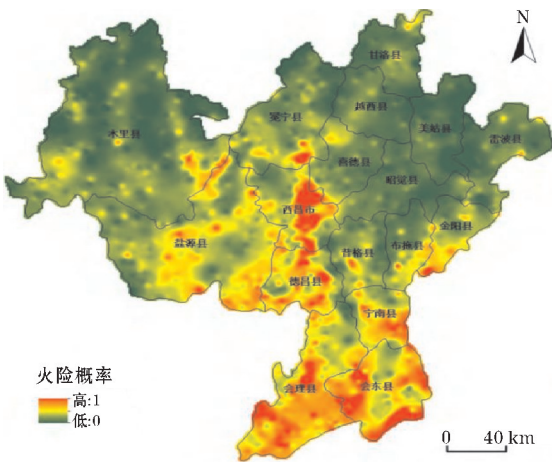 N
甘洛县
越西县
冕宁县
美姑县
木里县
雷波县
喜德县
昭觉县
西昌市
金阳县
盐源县
普格县
布拖县
德昌县
宁南县
会理县
会东县
火险概率
高:1
低:0
0 40 km